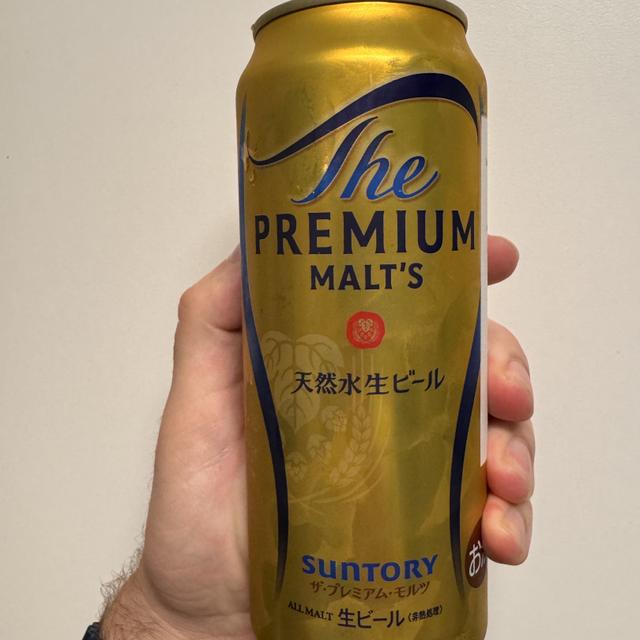 The
PREMIUM
MALT'S
天然水生ビール
SUNTORY
ザ・プレミアム・モルツ
ALL MALT 生ビール (非熱処理)
お